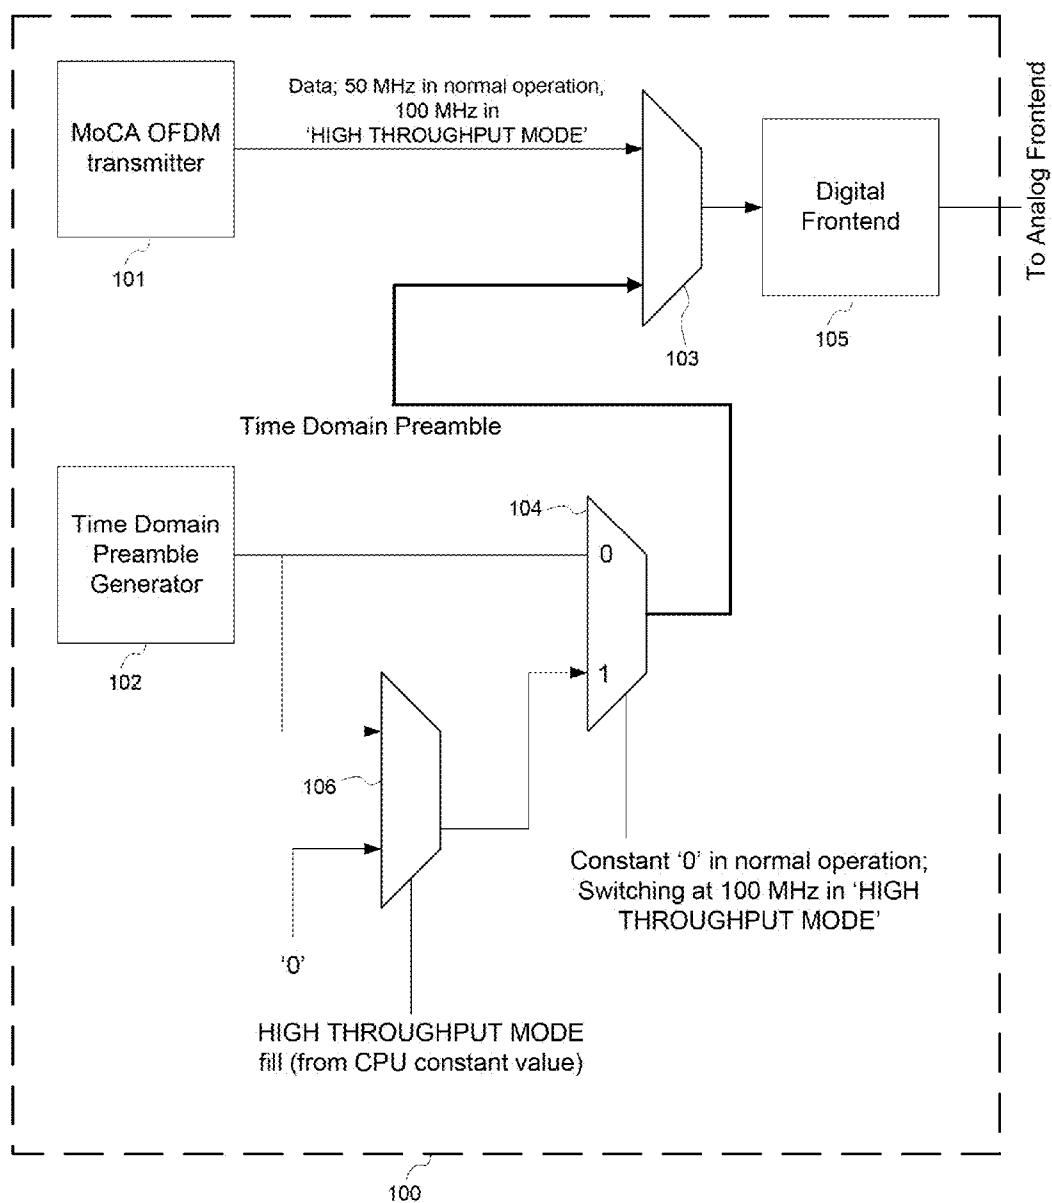 MoCA OFDM
transmitter
101
Data; 50 MHz in normal operation,
100 MHz in
'HIGH THROUGHPUT MODE'
103
Digital
Frontend
105
To Analog Frontend
Time Domain Preamble
Time Domain
Preamble
Generator
102
104
0
1
106
'0'
Constant '0' in normal operation;
Switching at 100 MHz in 'HIGH
THROUGHPUT MODE'
HIGH THROUGHPUT MODE
fill (from CPU constant value)
100